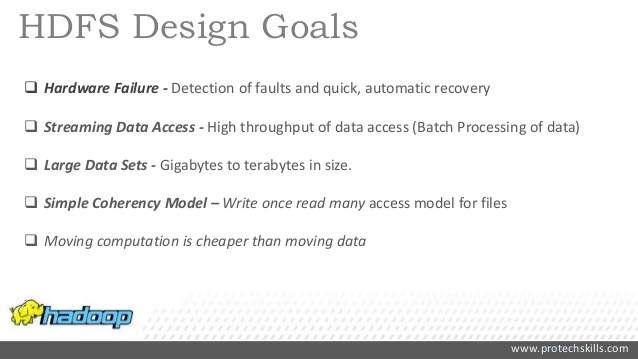 HDFS Design Goals
❑ Hardware Failure - Detection of faults and quick, automatic recovery
❑ Streaming Data Access - High throughput of data access (Batch Processing of data)
❑ Large Data Sets - Gigabytes to terabytes in size.
❑ Simple Coherency Model – Write once read many access model for files
❑ Moving computation is cheaper than moving data
hadoop
www.protechskills.com